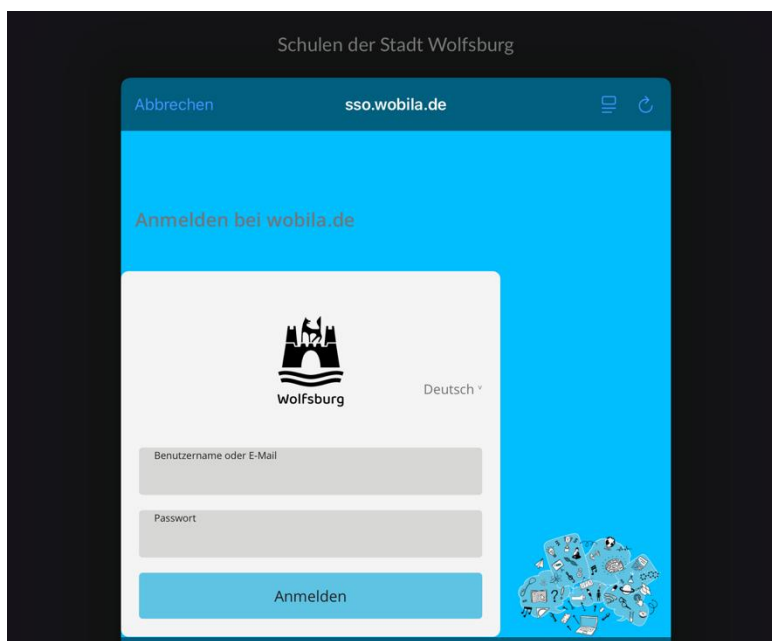 Schulen der Stadt Wolfsburg
Abbrechen sso.wobila.de
Anmelden bei wobila.de
Wolfsburg
Deutsch
Benutzername oder E-Mail
Passwort
Anmelden
?